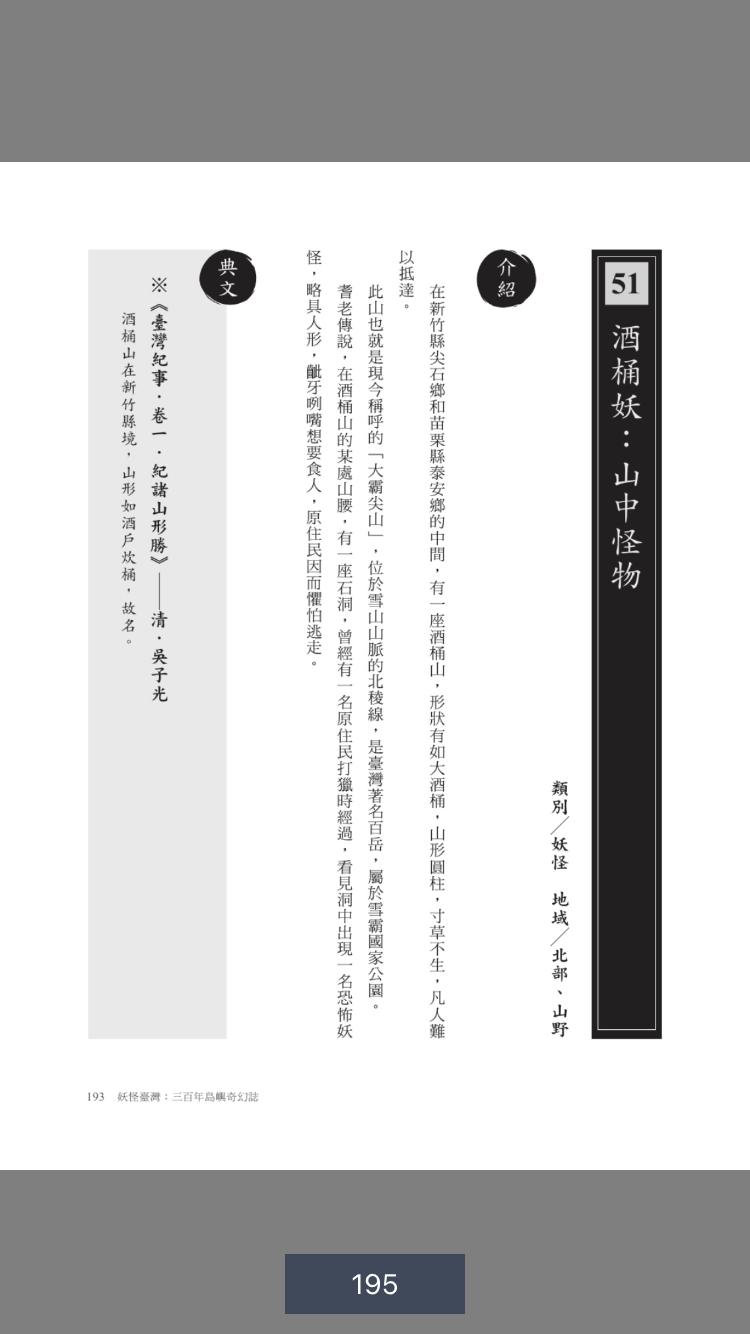 51
酒桶妖：山中怪物
類別／妖怪　地域／北部、山野
介紹
在新竹縣尖石鄉和苗栗縣泰安鄉的中間，有一座酒桶山，形狀有如大酒桶，山形圓柱，寸草不生，凡人難
以抵達。
此山也就是現今稱呼的「大霸尖山」，位於雪山山脈的北稜線，是臺灣著名百岳，屬於雪霸國家公園。
耆老傳說，在酒桶山的某處山腰，有一座石洞，曾經有一名原住民打獵時經過，看見洞中出現一名恐怖妖
怪，略具人形，齜牙咧嘴想要食人，原住民因而懼怕逃走。
典文
※《臺灣紀事．卷一．紀諸山形勝》——清．吳子光
酒桶山在新竹縣境，山形如酒戶炊桶，故名。
193　妖怪臺灣：三百年島嶼奇幻誌
195